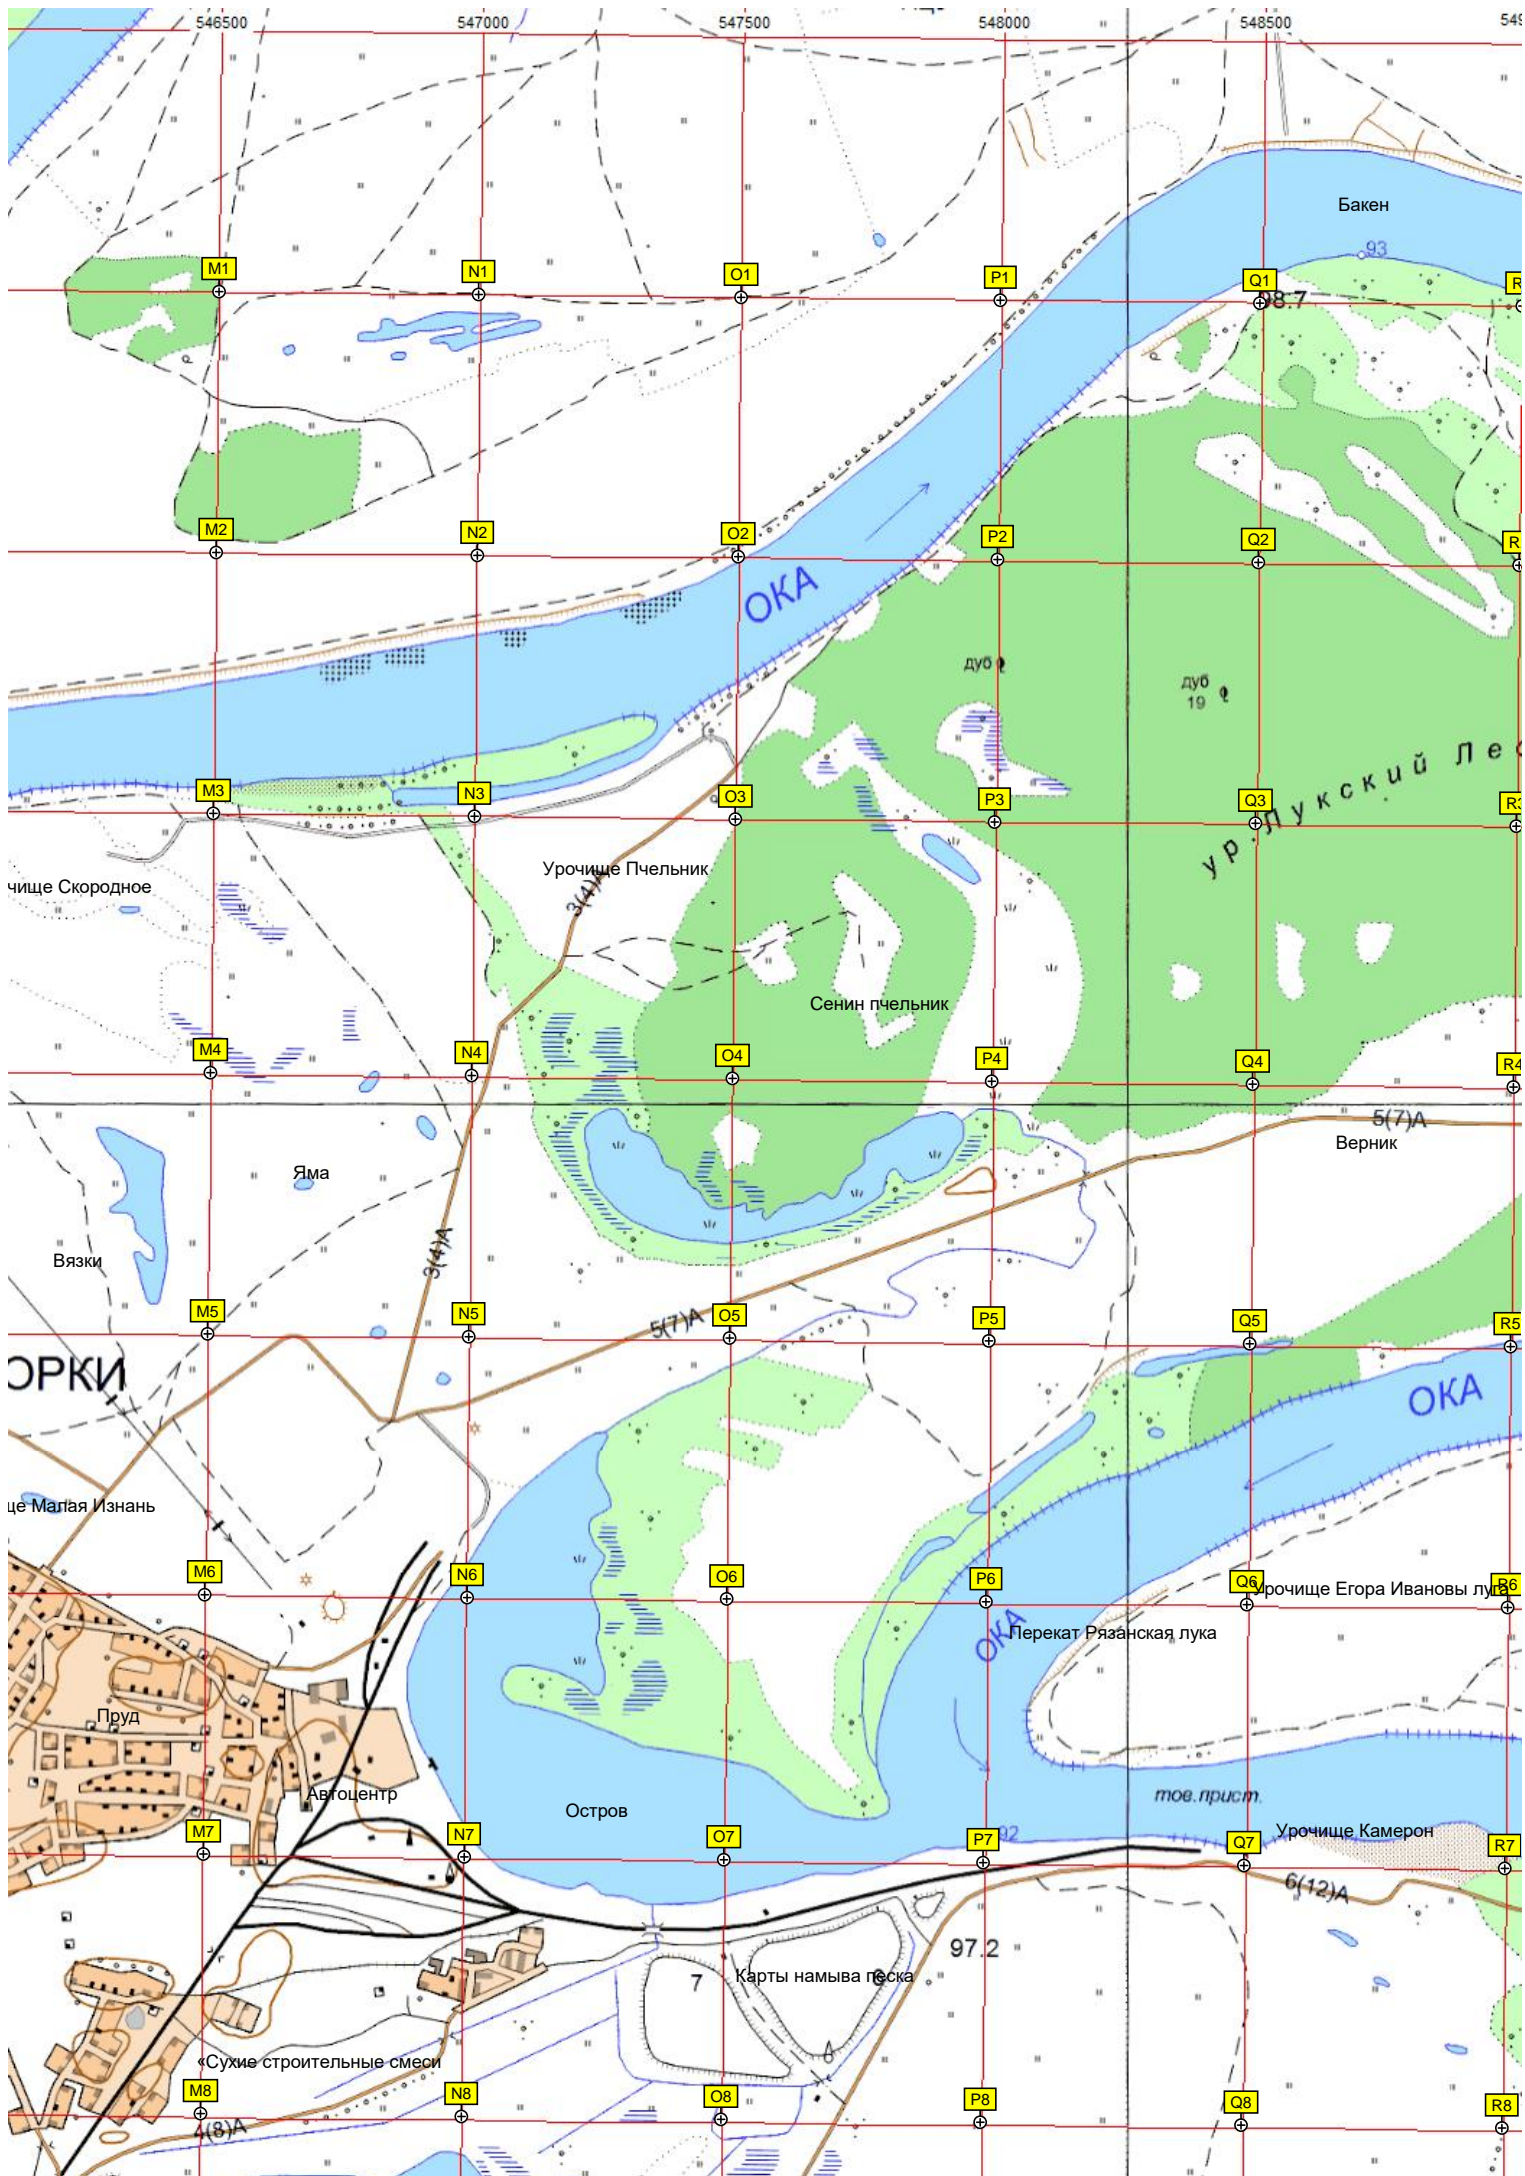 546500 547000 547500 548000 548500
Бакен
93
M1 N1 O1 P1 Q1
98.7
M2 N2 O2 P2 Q2
ОКА
дуб
дуб
19
ур. Лукский
M3 N3 O3 P3 Q3 R3
Урочище Пчельник
чище Скородное
3(4)А
Сенин пчельник
M4 N4 O4 P4 Q4 R4
5(7)А
Верник
Яма
Вязки
3(4)А
M5 N5 O5 P5 Q5 R5
5(7)А
ОРКИ
ОКА
це Малая Изнань
M6 N6 O6 P6 Q6 R6
Урочище Егора Ивановы луга
ОКА
Перекат Рязанская лука
Пруд
Автоцентр
Остров
тов.прист.
M7 N7 O7 P7 Q7 R7
92
Урочище Камерон
6(12)А
97.2
7
Карты намыва песка
«Сухие строительные смеси
M8 N8 O8 P8 Q8 R8
4(8)А